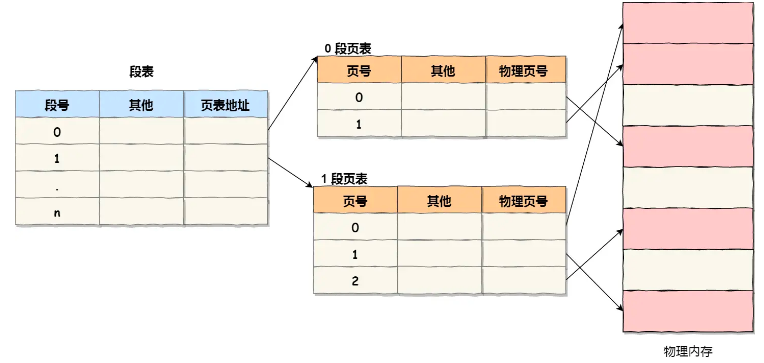 段表
段号 其他 页表地址
0
1
.
n
0 段页表
页号 其他 物理页号
0
1
1 段页表
页号 其他 物理页号
0
1
2
物理内存